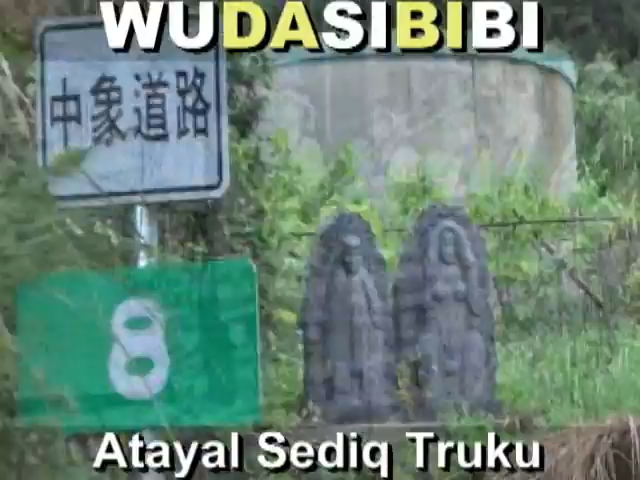 WUDASIBIBI
中象道路
8
Atayal Sediq Truku